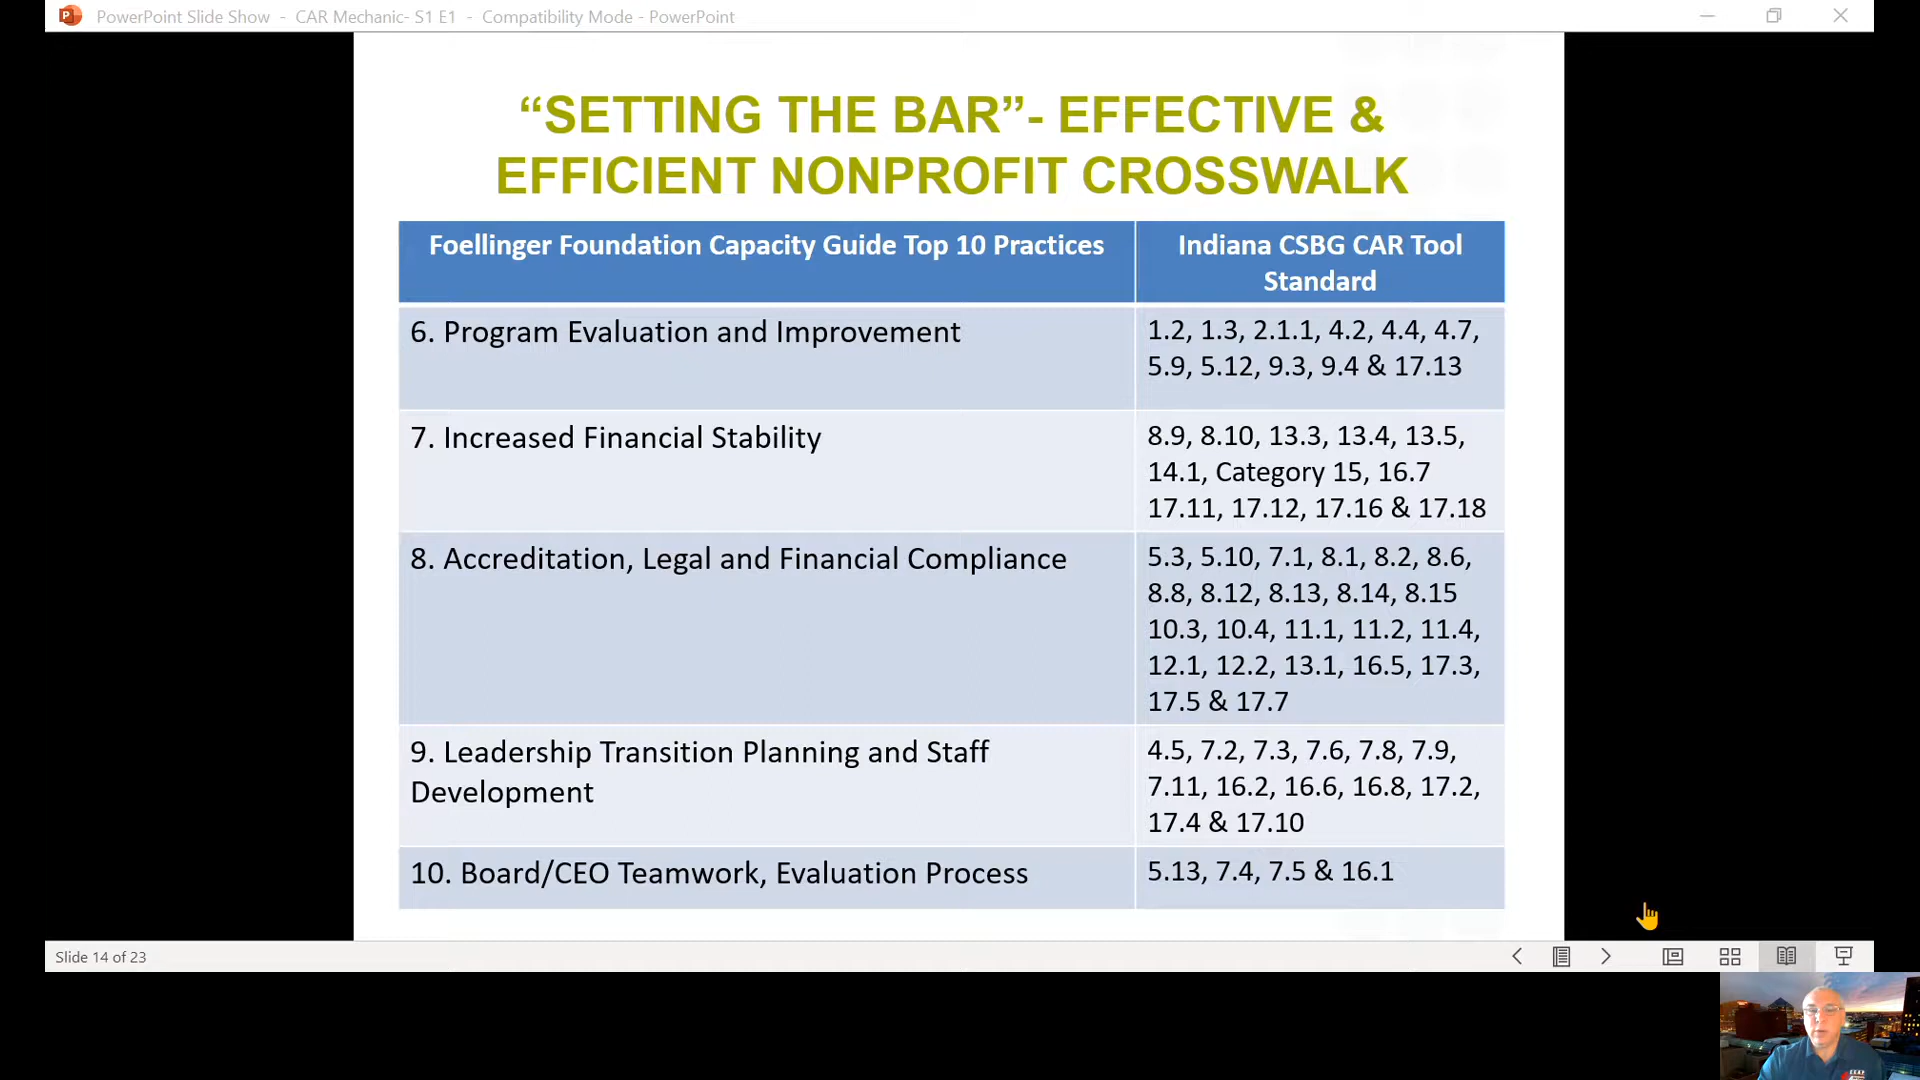 PowerPoint Slide Show - CAR Mechanic- S1 E1 - Compatibility Mode - PowerPoint
“SETTING THE BAR”- EFFECTIVE &
EFFICIENT NONPROFIT CROSSWALK
Foellinger Foundation Capacity Guide Top 10 Practices
Indiana CSBG CAR Tool
Standard
6. Program Evaluation and Improvement
1.2, 1.3, 2.1.1, 4.2, 4.4, 4.7,
5.9, 5.12, 9.3, 9.4 & 17.13
7. Increased Financial Stability
8.9, 8.10, 13.3, 13.4, 13.5,
14.1, Category 15, 16.7
17.11, 17.12, 17.16 & 17.18
8. Accreditation, Legal and Financial Compliance
5.3, 5.10, 7.1, 8.1, 8.2, 8.6,
8.8, 8.12, 8.13, 8.14, 8.15
10.3, 10.4, 11.1, 11.2, 11.4,
12.1, 12.2, 13.1, 16.5, 17.3,
17.5 & 17.7
9. Leadership Transition Planning and Staff
Development
4.5, 7.2, 7.3, 7.6, 7.8, 7.9,
7.11, 16.2, 16.6, 16.8, 17.2,
17.4 & 17.10
10. Board/CEO Teamwork, Evaluation Process
5.13, 7.4, 7.5 & 16.1
Slide 14 of 23